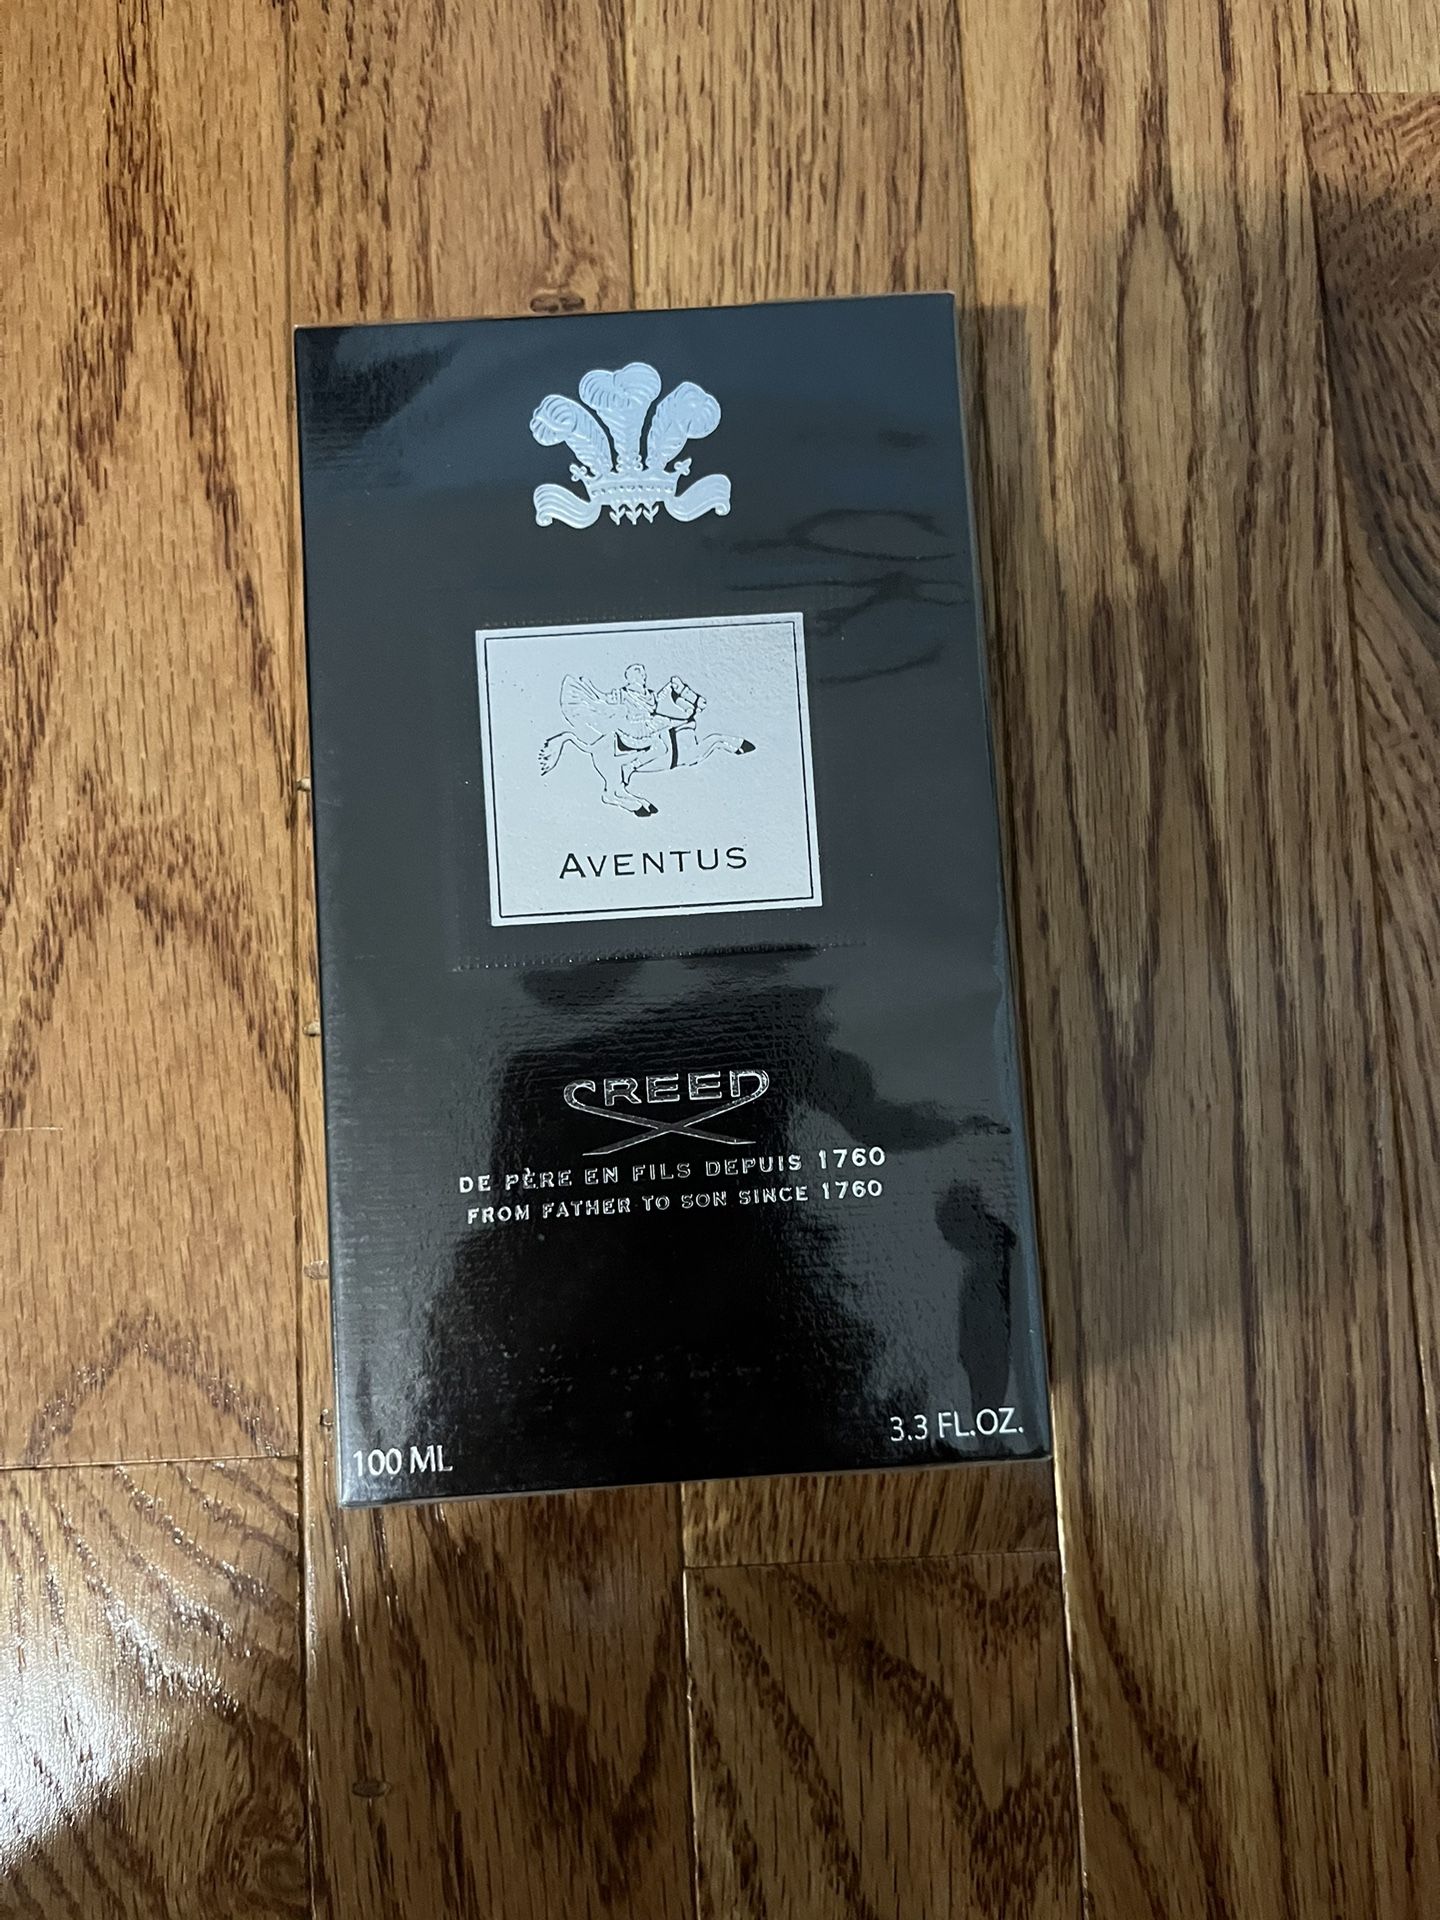 AVENTUS
CREED
DE PÈRE EN FILS DEPUIS 1760
FROM FATHER TO SON SINCE 1760
100 ML
3.3 FL.OZ.